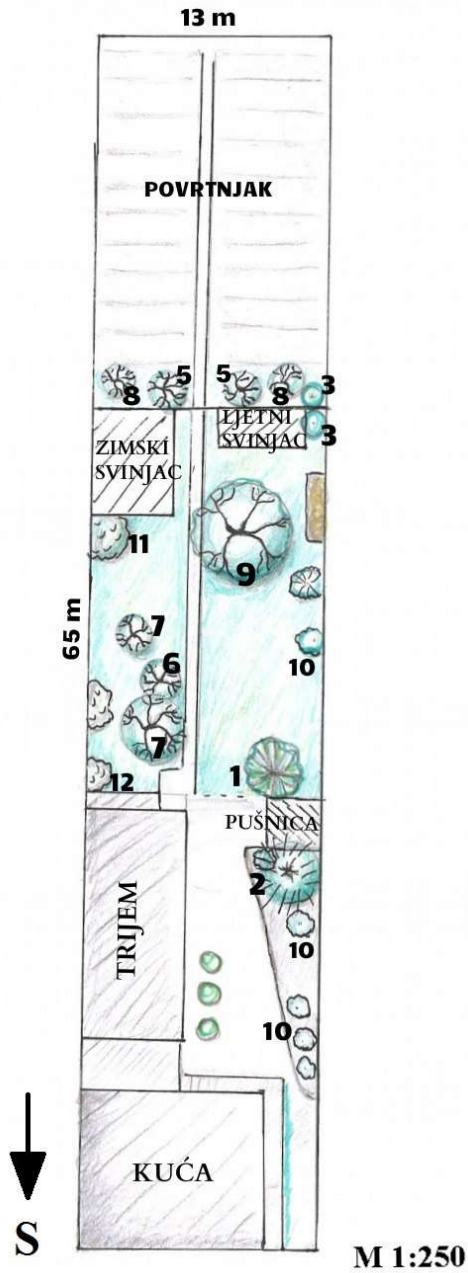 13 m
POVRTNJAK
8
5
5
8
3
LJETNI
SVINJAC
3
ZIMSKI
SVINJAC
9
11
65 m
7
10
6
7
1
12
PUŠNICA
2
TRIJEM
10
10
KUĆA
S
M 1:250